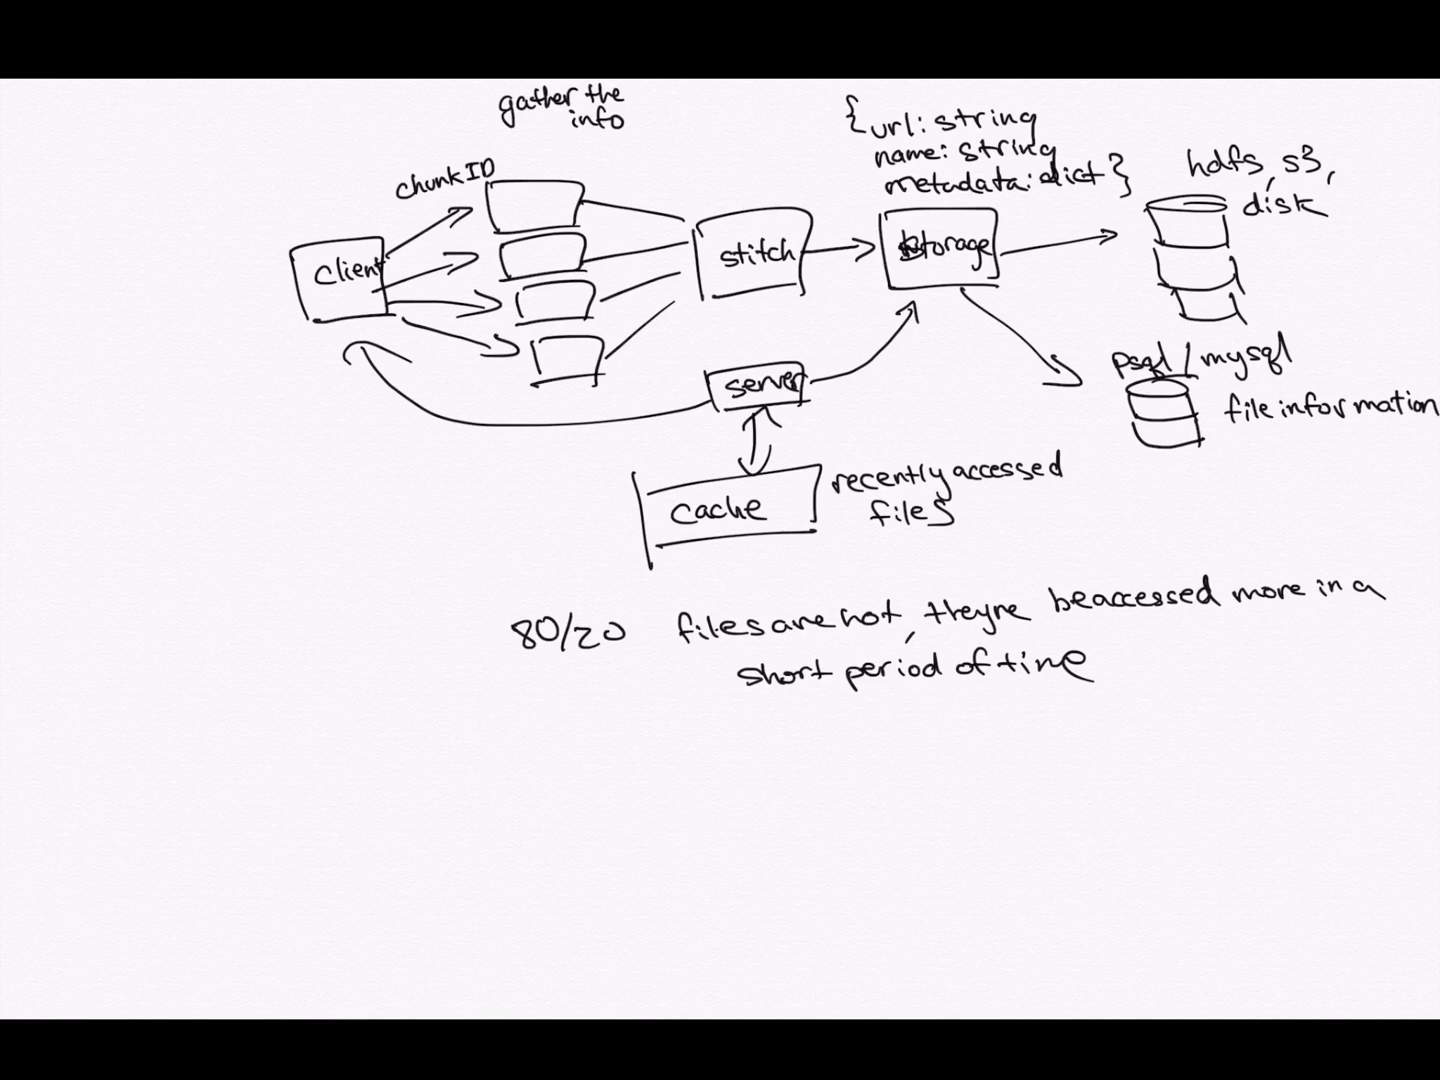 gather the
info
{url: string
name: string
metadata: dict}
hdfs, s3,
disk
chunk ID
client
stitch
storage
psql / mysql
file information
server
cache
recently accessed
files
80/20 files are not, theyre be accessed more in a
short period of time